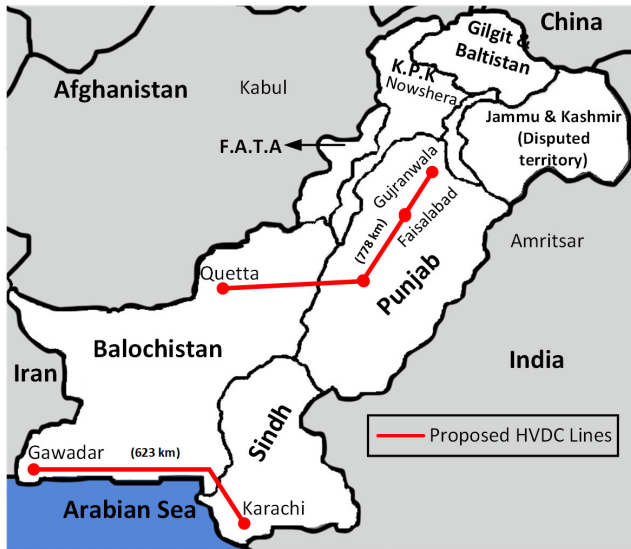 China
Gilgit &
Baltistan
K.P.K
Nowshera
Afghanistan
Kabul
Jammu & Kashmir
(Disputed
territory)
F.A.T.A
Gujranwala
Faisalabad
(778 km)
Amritsar
Quetta
Punjab
Balochistan
India
Iran
Sindh
Proposed HVDC Lines
Gawadar
(623 km)
Karachi
Arabian Sea